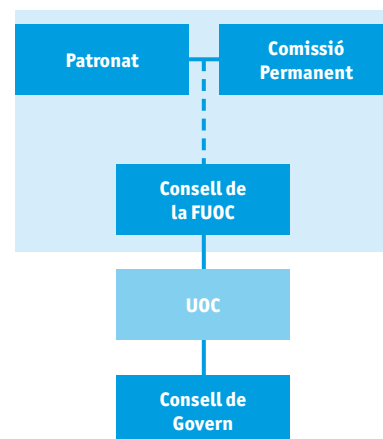 Patronat
Comissió
Permanent
Consell de
la FUOC
UOC
Consell de
Govern